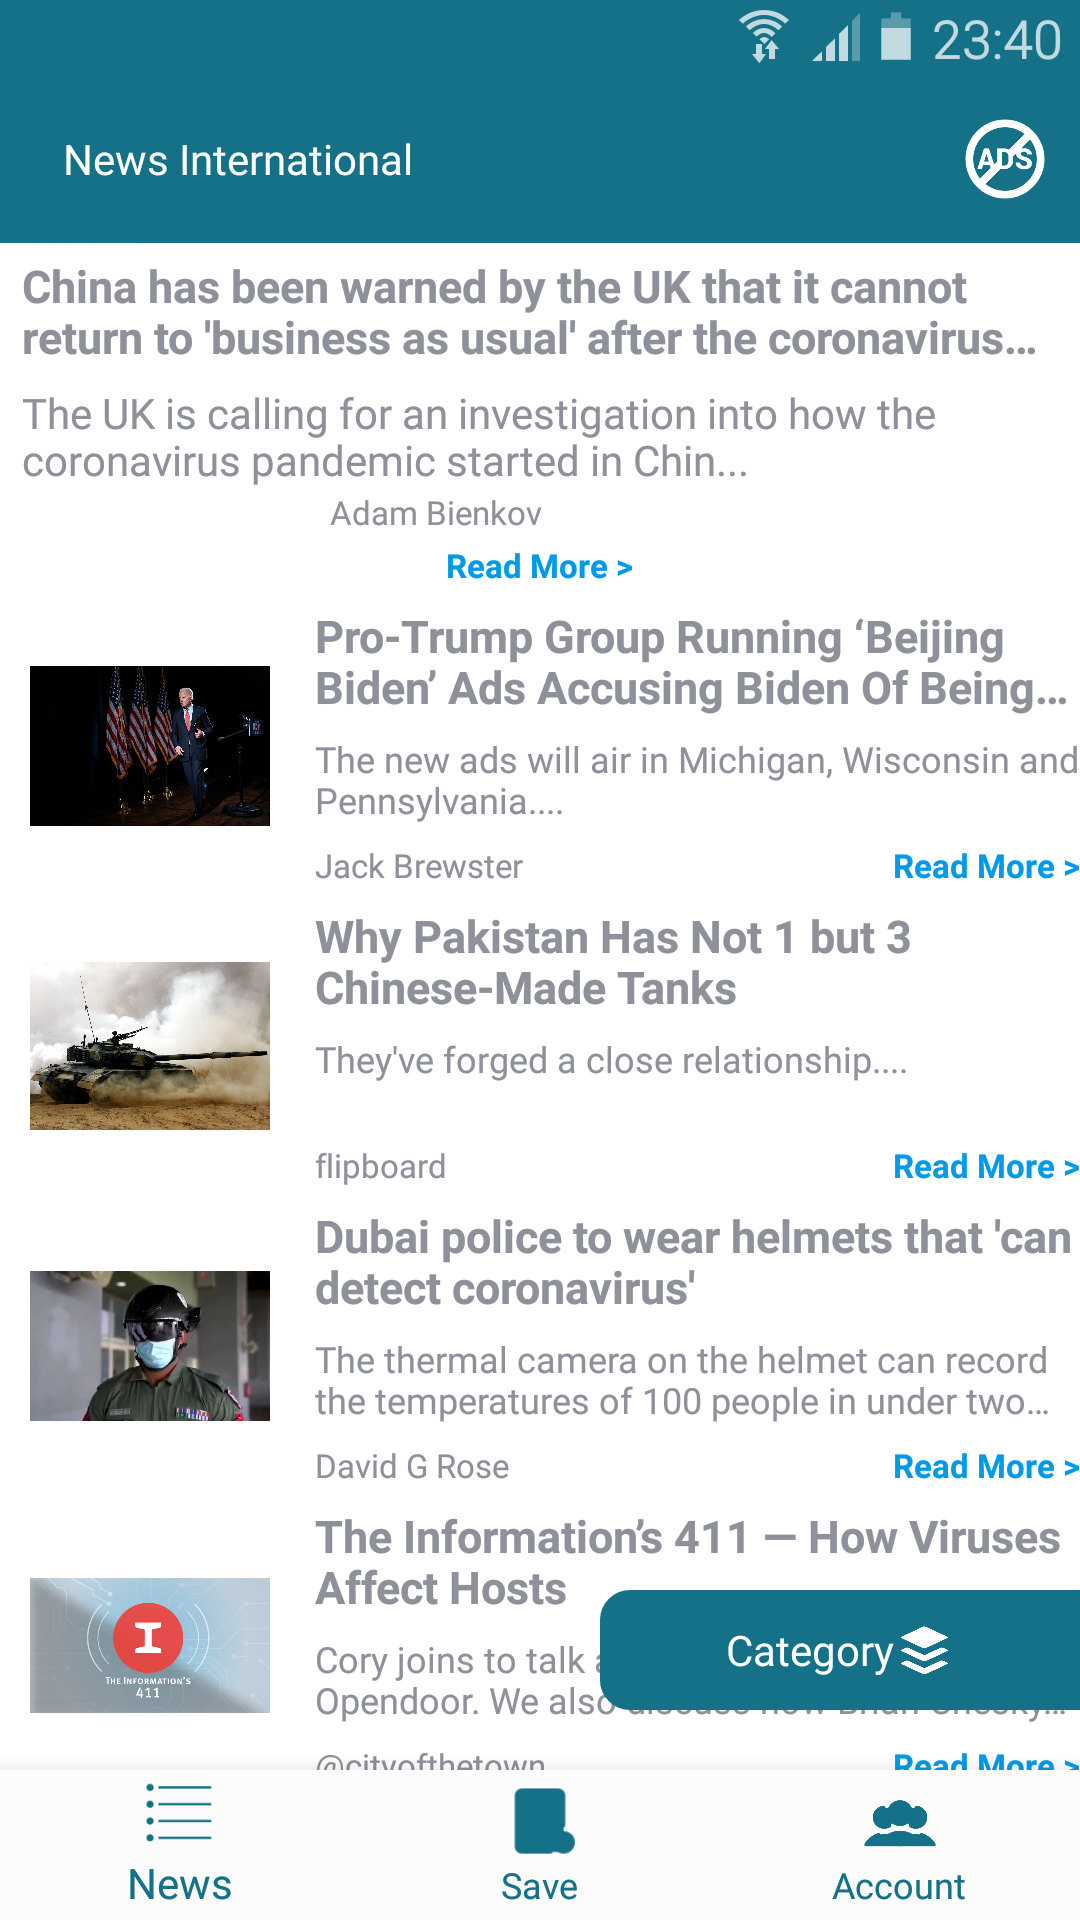 23:40
News International
ADS
China has been warned by the UK that it cannot
return to 'business as usual' after the coronavirus...
The UK is calling for an investigation into how the
coronavirus pandemic started in Chin...
Adam Bienkov
Read More >
Pro-Trump Group Running ‘Beijing
Biden’ Ads Accusing Biden Of Being...
The new ads will air in Michigan, Wisconsin and
Pennsylvania....
Jack Brewster
Read More >
Why Pakistan Has Not 1 but 3
Chinese-Made Tanks
They've forged a close relationship....
flipboard
Read More >
Dubai police to wear helmets that 'can
detect coronavirus'
The thermal camera on the helmet can record
the temperatures of 100 people in under two...
David G Rose
Read More >
The Information’s 411 — How Viruses
Affect Hosts
THE INFORMATION'S
411
Cory joins to talk
Opendoor. We also discuss how Brian Chesky...
Category
@cityofthetown
Read More >
News
Save
Account